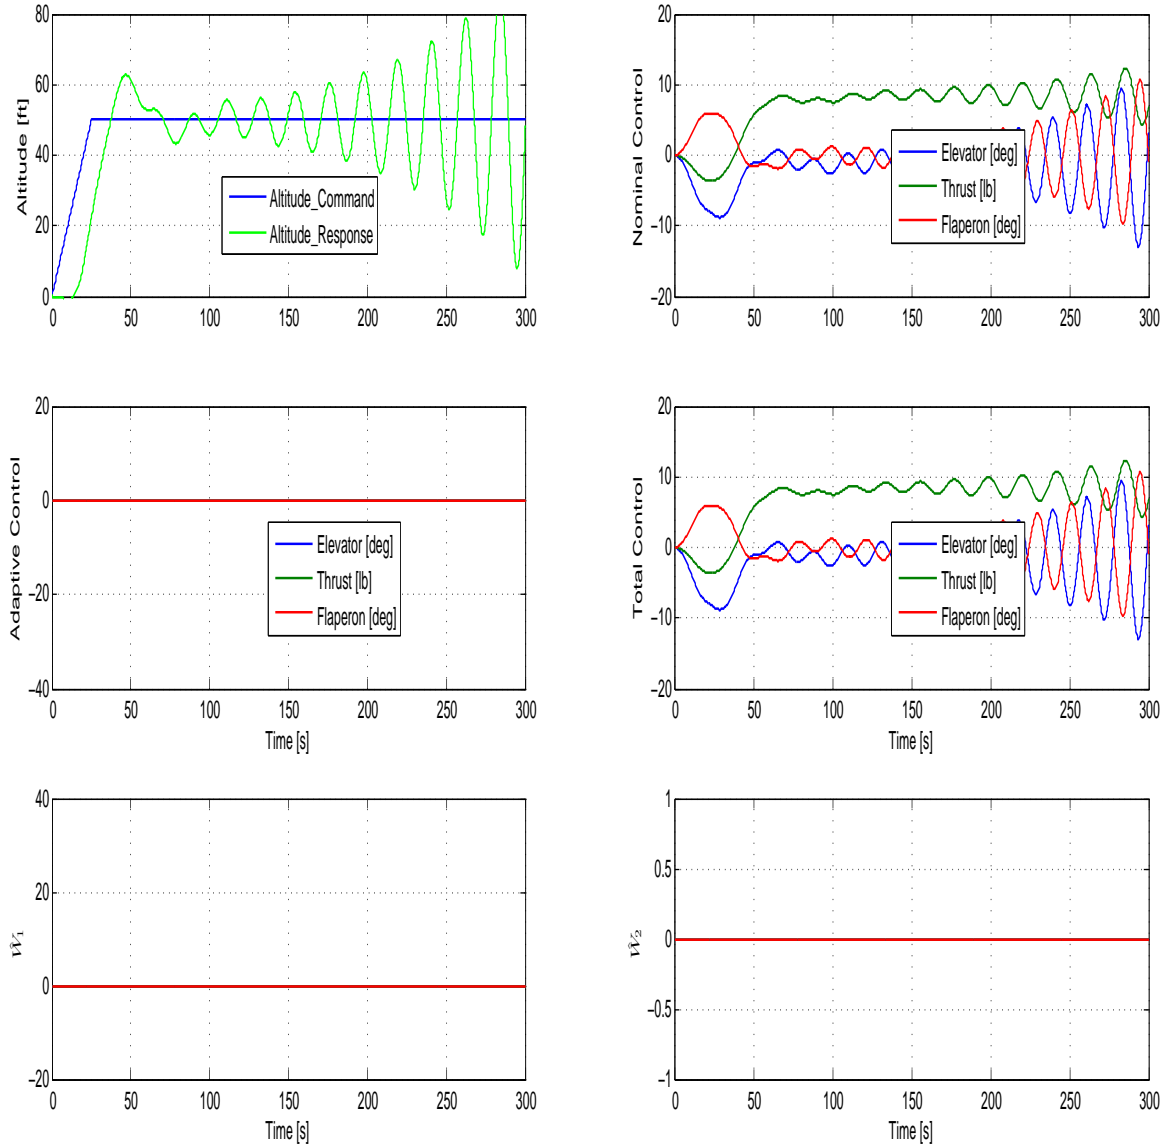 80
60
40
20
0
Altitude [ft]
Altitude_Command
Altitude_Response
0 50 100 150 200 250 300
20
10
0
−10
−20
Nominal Control
Elevator [deg]
Thrust [lb]
Flaperon [deg]
0 50 100 150 200 250 300
20
0
−20
−40
Adaptive Control
Elevator [deg]
Thrust [lb]
Flaperon [deg]
0 50 100 150 200 250 300
Time [s]
20
10
0
−10
−20
Total Control
Elevator [deg]
Thrust [lb]
Flaperon [deg]
0 50 100 150 200 250 300
Time [s]
40
20
0
−20
Ŵ₁
0 50 100 150 200 250 300
Time [s]
1
0.5
0
−0.5
−1
Ŵ₂
0 50 100 150 200 250 300
Time [s]